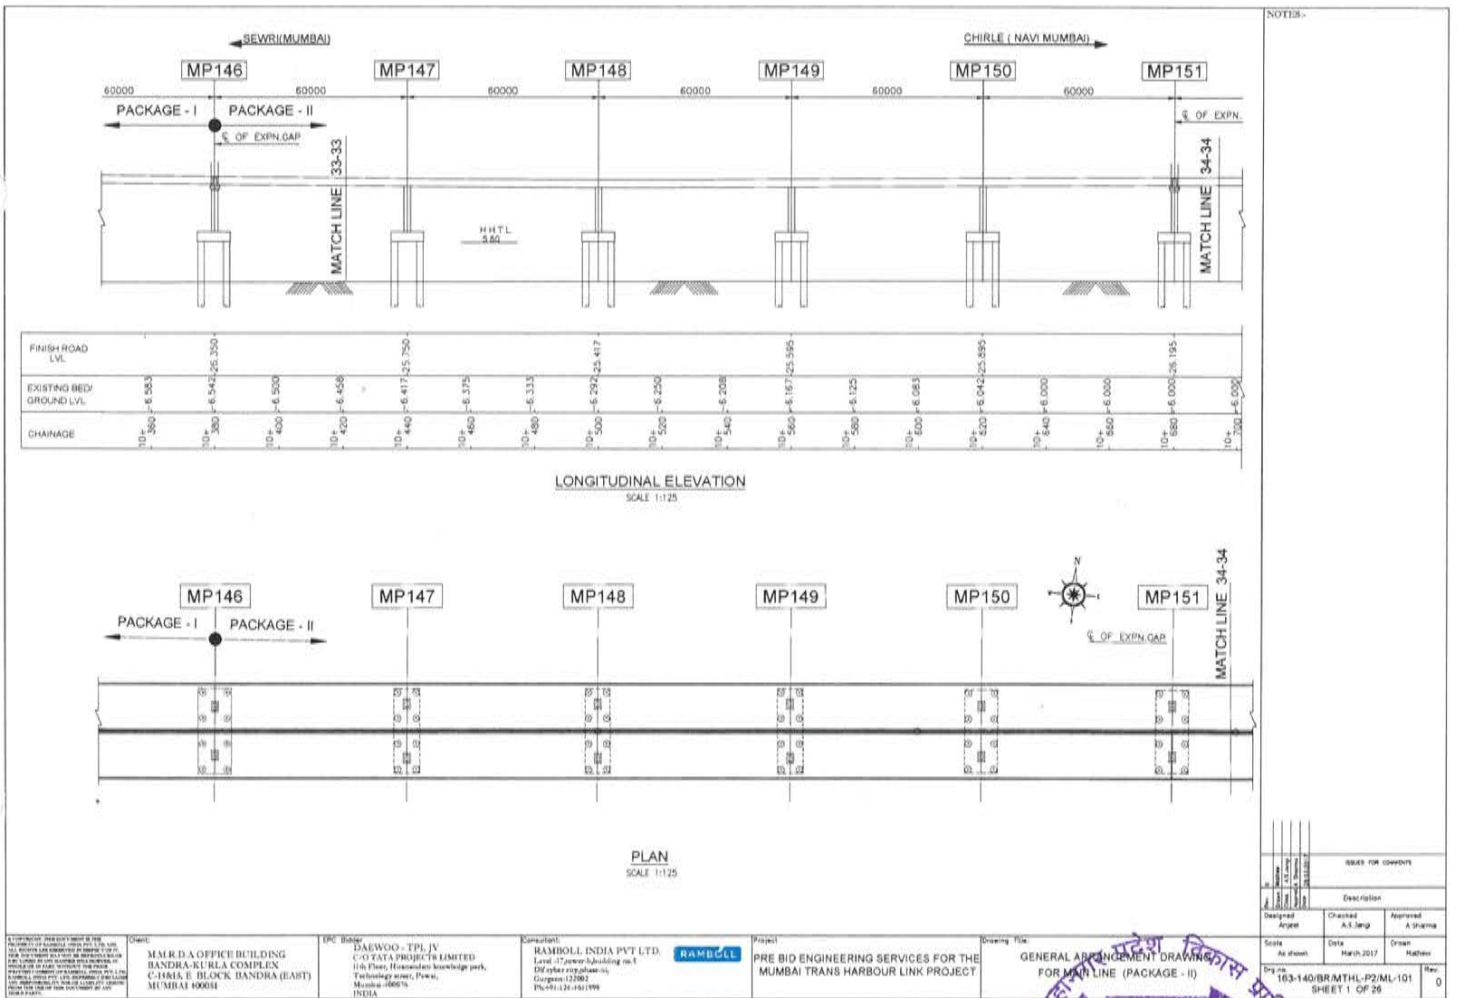 NOTES:-
SEWRI(MUMBAI)
CHIRLE ( NAVI MUMBAI)
MP146 MP147 MP148 MP149 MP150 MP151
60000 60000 60000 60000 60000 60000
PACKAGE - I PACKAGE - II
℄ OF EXPN.
℄ OF EXPN.GAP
MATCH LINE 33-33
MATCH LINE 34-34
H H T L
5.80
FINISH ROAD
LVL
26.350 25.750 25.417 25.595 25.895 26.195
EXISTING BED/
GROUND LVL
-6.583 -6.542 -6.500 -6.458 -6.417 -6.375 -6.333 -6.292 -6.250 -6.208 -6.167 -6.125 -6.083 -6.042 -6.000 -6.000 -6.000 -6.000
CHAINAGE
10+ 360 10+ 380 10+ 400 10+ 420 10+ 440 10+ 460 10+ 480 10+ 500 10+ 520 10+ 540 10+ 560 10+ 580 10+ 600 10+ 620 10+ 640 10+ 660 10+ 680 10+ 700
LONGITUDINAL ELEVATION
SCALE 1:125
N
MP146 MP147 MP148 MP149 MP150 MP151
PACKAGE - I PACKAGE - II
℄ OF EXPN.GAP
MATCH LINE 34-34
PLAN
SCALE 1:125
ISSUES FOR COMMENTS
Description
Designed Checked Approved
Anjeet A.S.Jangi A Sharma
Scale Date Drawn
As shown March.2017
Drg no. Rev.
163-140/BR/MTHL-P2/ML-101 0
SHEET 1 OF 26
Client:
M.M.R.D.A OFFICE BUILDING
BANDRA-KURLA COMPLEX
C-14&15, E BLOCK BANDRA (EAST)
MUMBAI 400051
EPC Bidder
DAEWOO - TPL JV
C/O TATA PROJECTS LIMITED
11th Floor, Hiranandani knowledge park,
Technology street, Powai,
Mumbai-400076
INDIA
Consultant:
RAMBOLL INDIA PVT LTD.
Gurgaon-122002
RAMBOLL
Project
PRE BID ENGINEERING SERVICES FOR THE
MUMBAI TRANS HARBOUR LINK PROJECT
Drawing Title:
GENERAL ARRANGEMENT DRAWING
FOR MAIN LINE (PACKAGE - II)
प्रदेश विकास